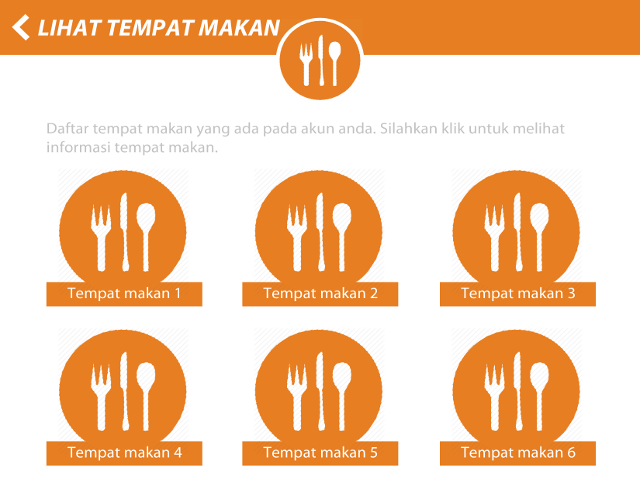 LIHAT TEMPAT MAKAN
Daftar tempat makan yang ada pada akun anda. Silahkan klik untuk melihat
informasi tempat makan.
Tempat makan 1
Tempat makan 2
Tempat makan 3
Tempat makan 4
Tempat makan 5
Tempat makan 6